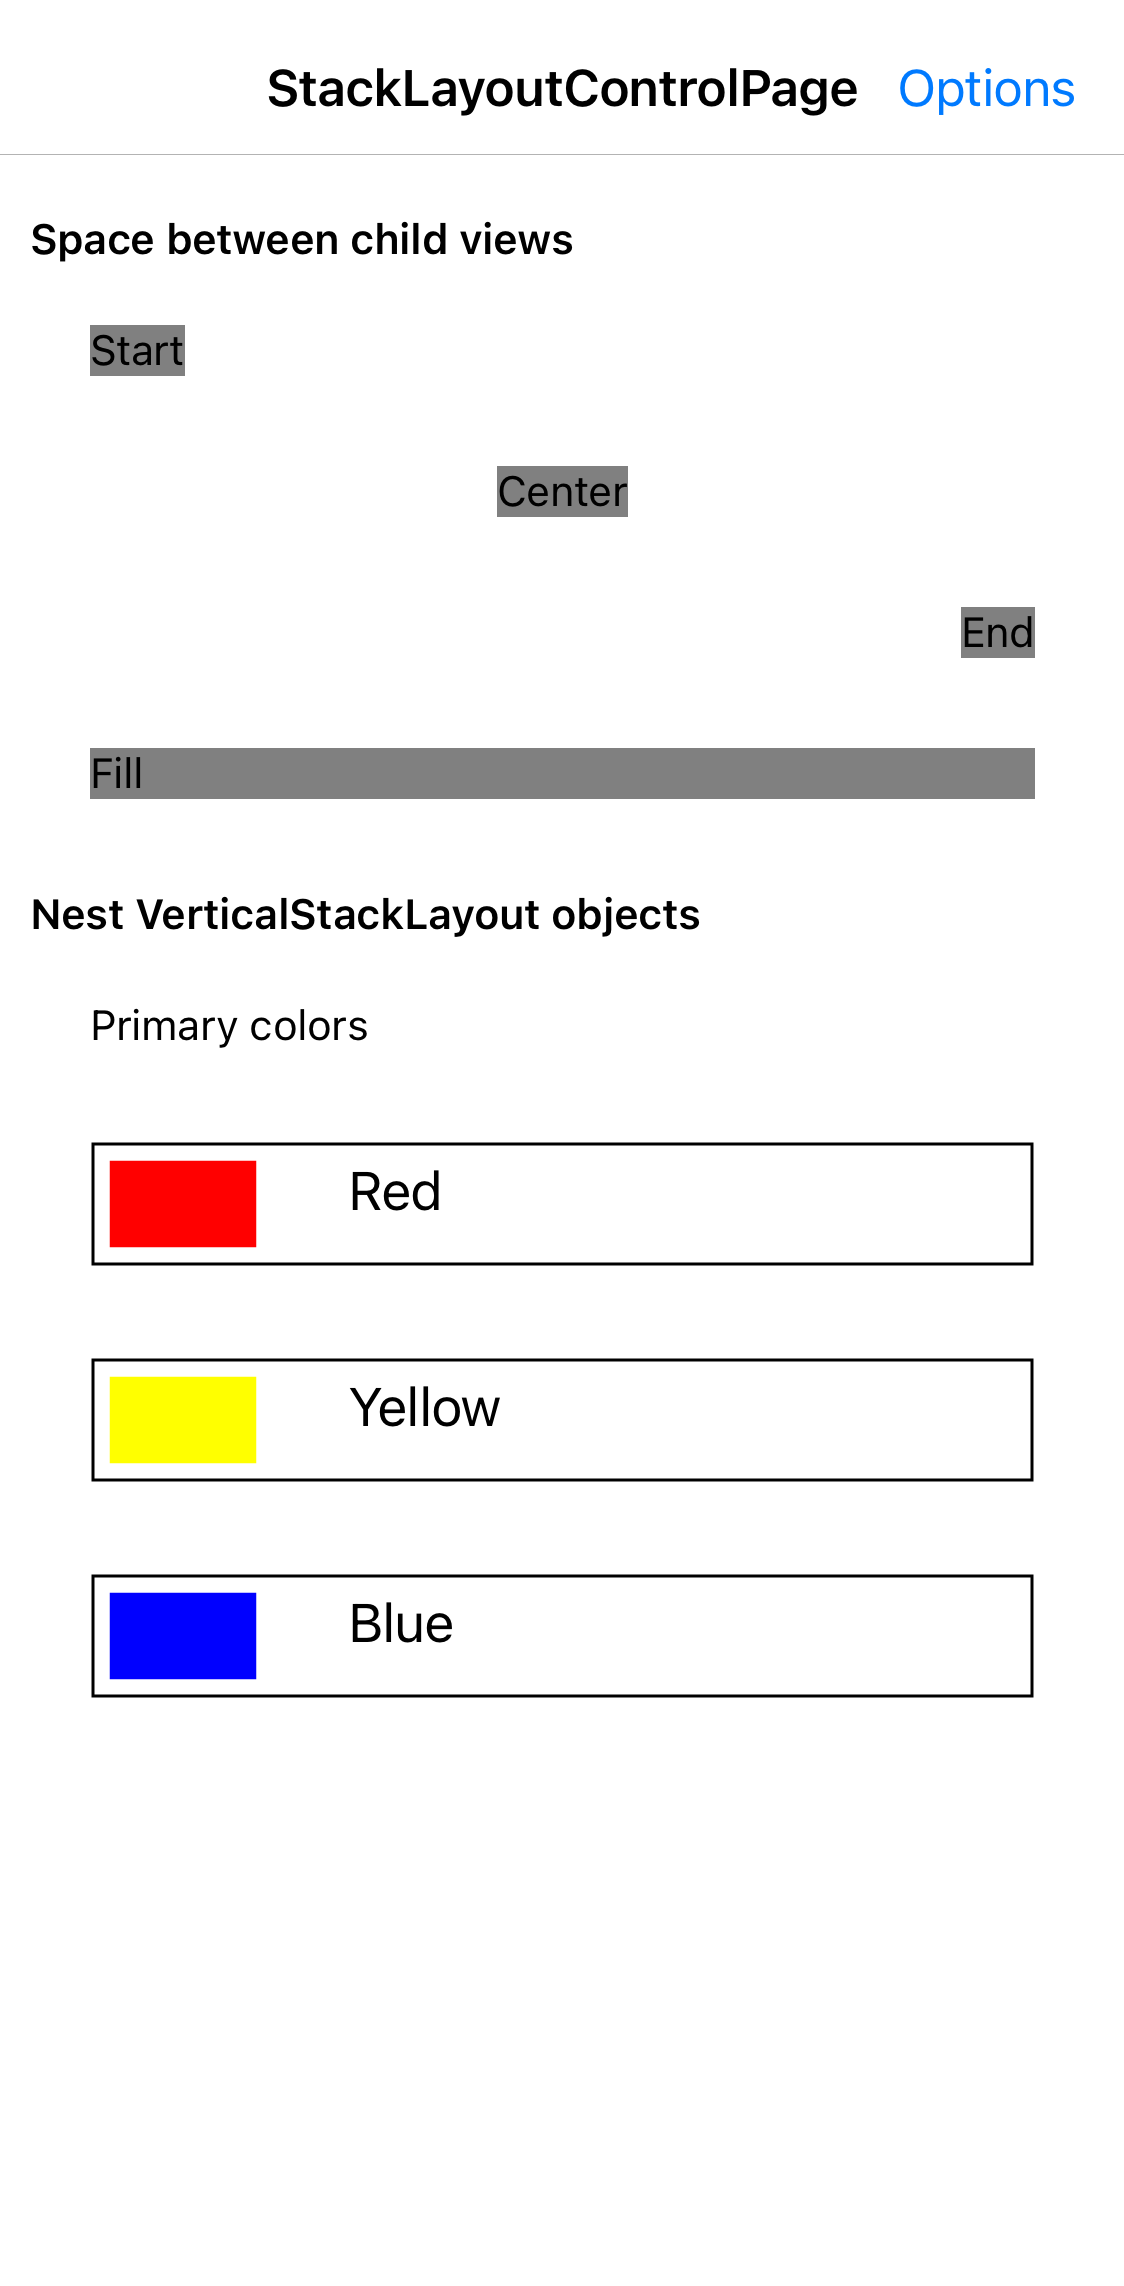 StackLayoutControlPage Options
Space between child views
Start
Center
End
Fill
Nest VerticalStackLayout objects
Primary colors
Red
Yellow
Blue